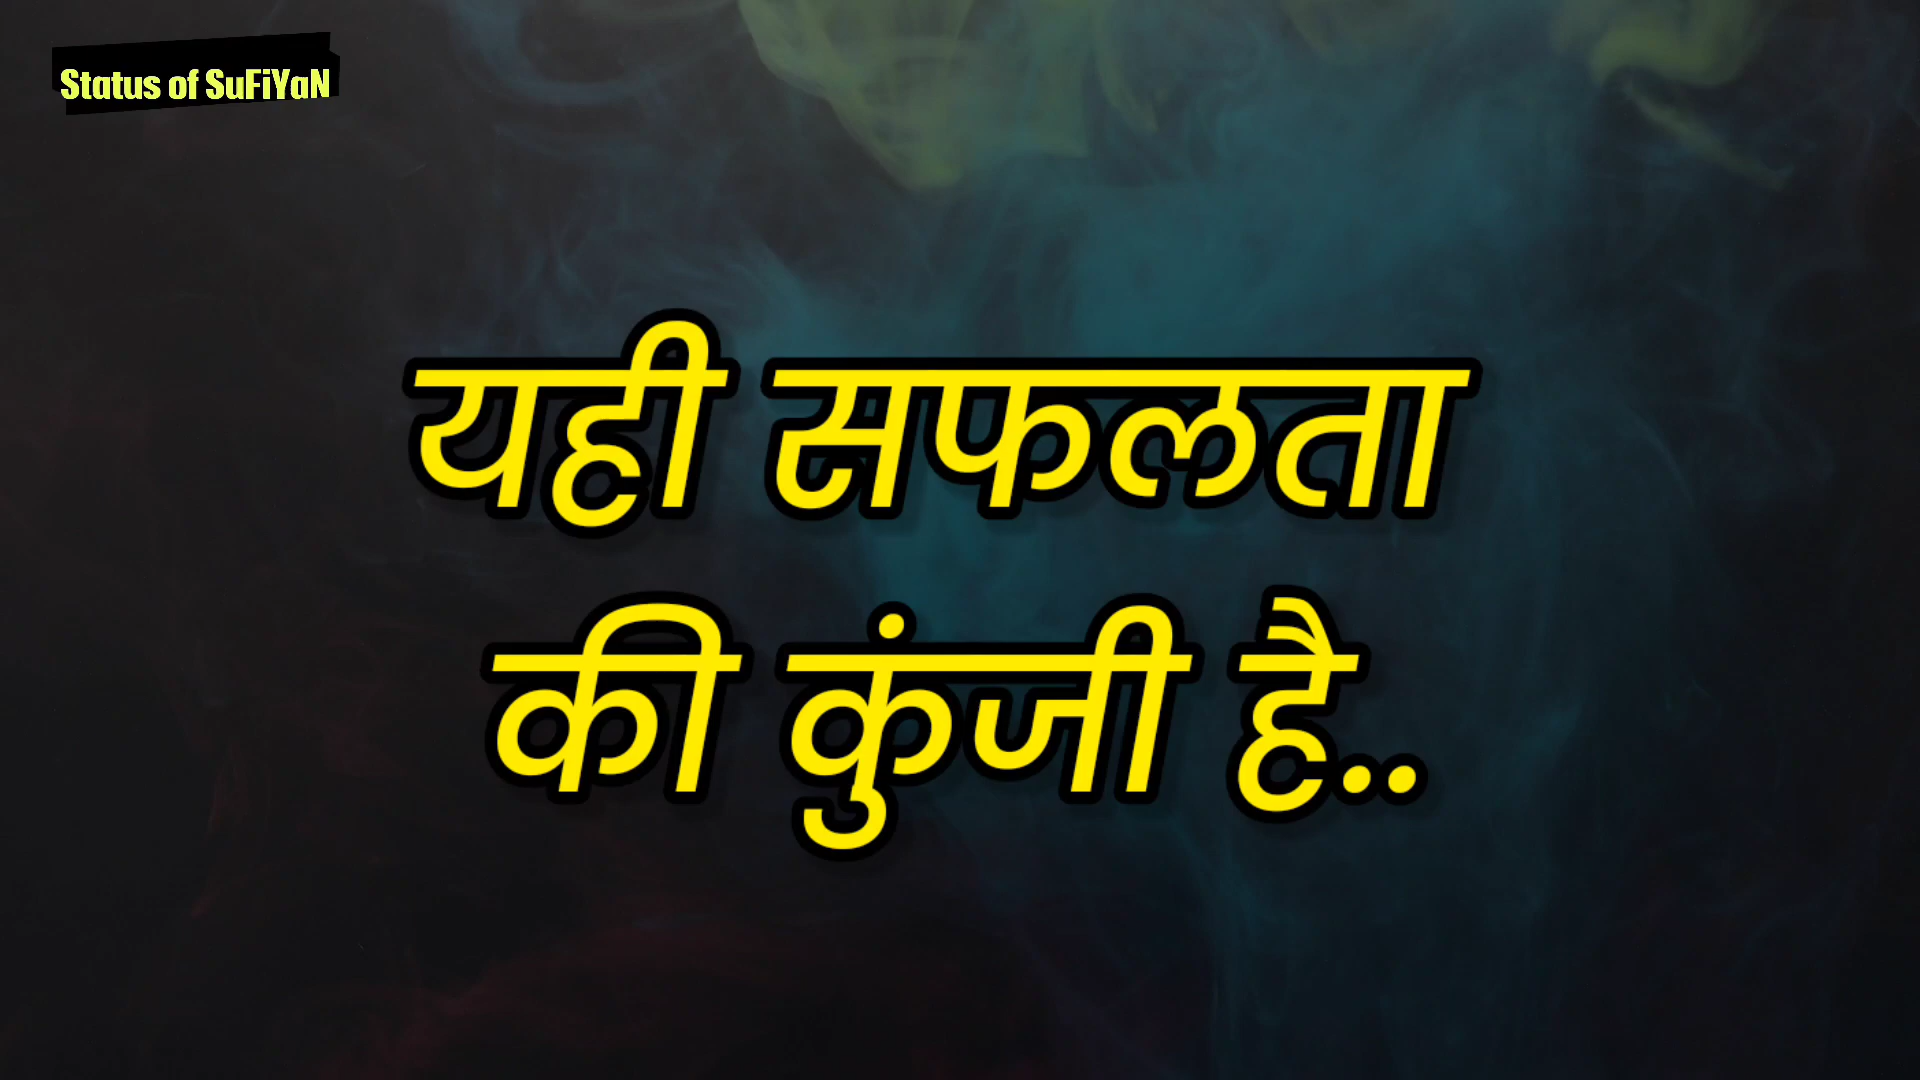 Status of SuFiYaN
यही सफलता
की कुंजी है..